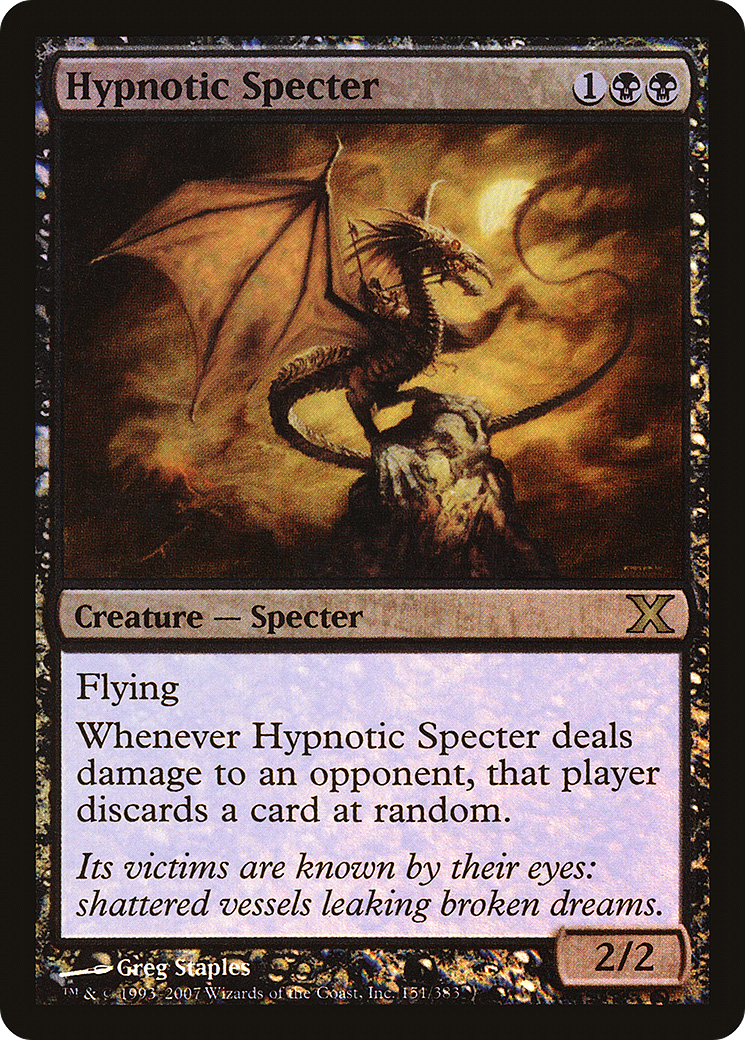 Hypnotic Specter 1
Creature — Specter X
Flying
Whenever Hypnotic Specter deals
damage to an opponent, that player
discards a card at random.
Its victims are known by their eyes:
shattered vessels leaking broken dreams.
2/2
Greg Staples
™ & © 1993–2007 Wizards of the Coast, Inc. 151/383